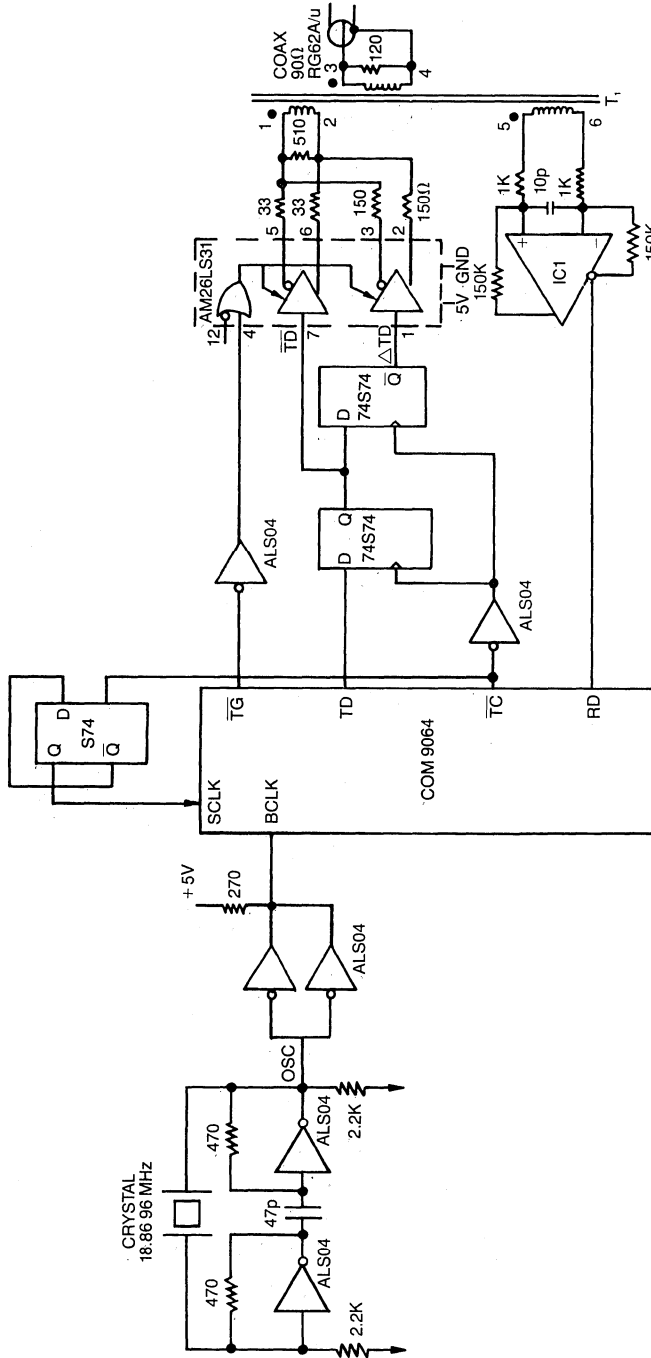 CRYSTAL
18.86 96 MHz
470
470
47p
ALS04
ALS04
2.2K
2.2K
OSC
+5V
270
ALS04
S74
Q
D
Q
SCLK
BCLK
COM 9064
TG
TD
TC
RD
ALS04
ALS04
D
Q
74S74
D
74S74
Q
TD
△TD
AM26LS31
12
4
7
1
5
6
3
2
5V GND
33
33
150
150Ω
510
1
2
COAX
90Ω
RG62A/u
3
120
4
T1
5
6
1K
10p
1K
150K
+
−
IC1
150K